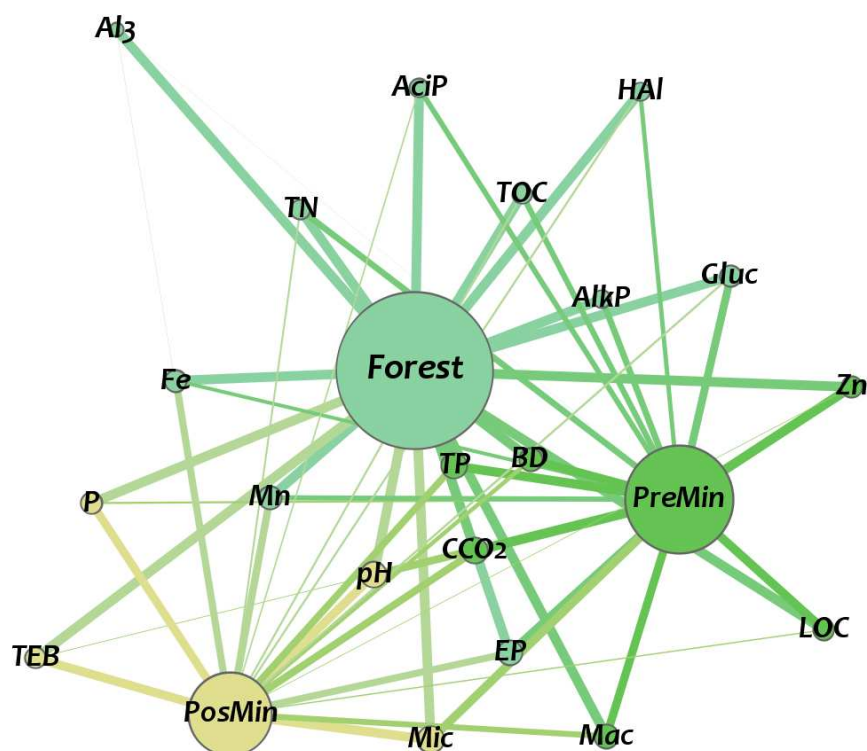 Al3
AciP
HAl
TN
TOC
Gluc
AlkP
Forest
Fe
Zn
TP
BD
P
Mn
PreMin
CCO2
pH
TEB
EP
LOC
PosMin
Mic
Mac